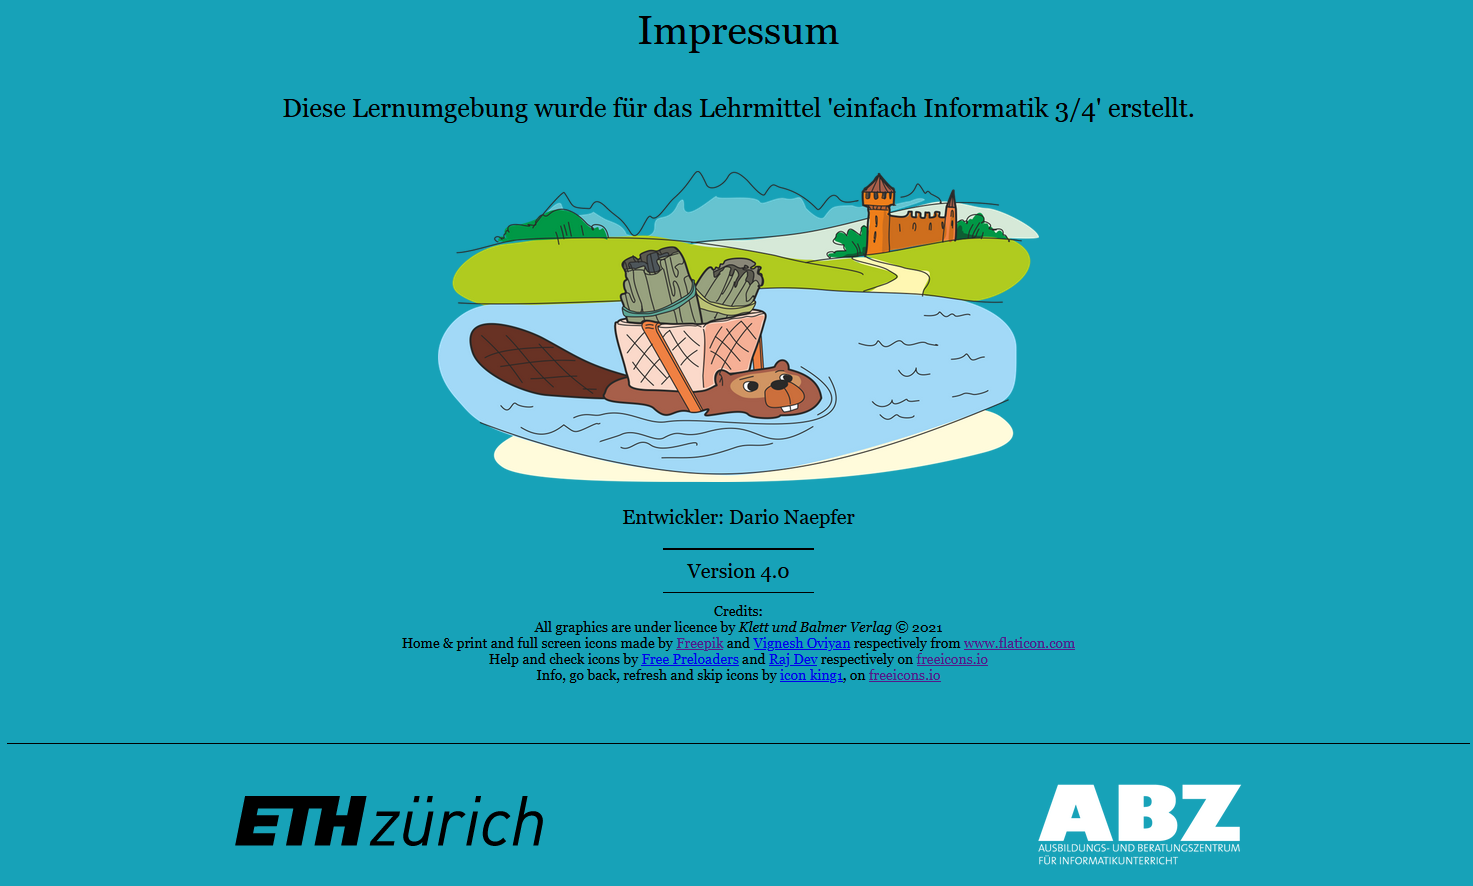 Impressum
Diese Lernumgebung wurde für das Lehrmittel 'einfach Informatik 3/4' erstellt.
Entwickler: Dario Naepfer
Version 4.0
Credits:
All graphics are under licence by Klett und Balmer Verlag © 2021
Home & print and full screen icons made by Freepik and Vignesh Oviyan respectively from www.flaticon.com
Help and check icons by Free Preloaders and Raj Dev respectively on freeicons.io
Info, go back, refresh and skip icons by icon king1, on freeicons.io
ETH zürich
ABZ
AUSBILDUNGS- UND BERATUNGSZENTRUM
FÜR INFORMATIKUNTERRICHT